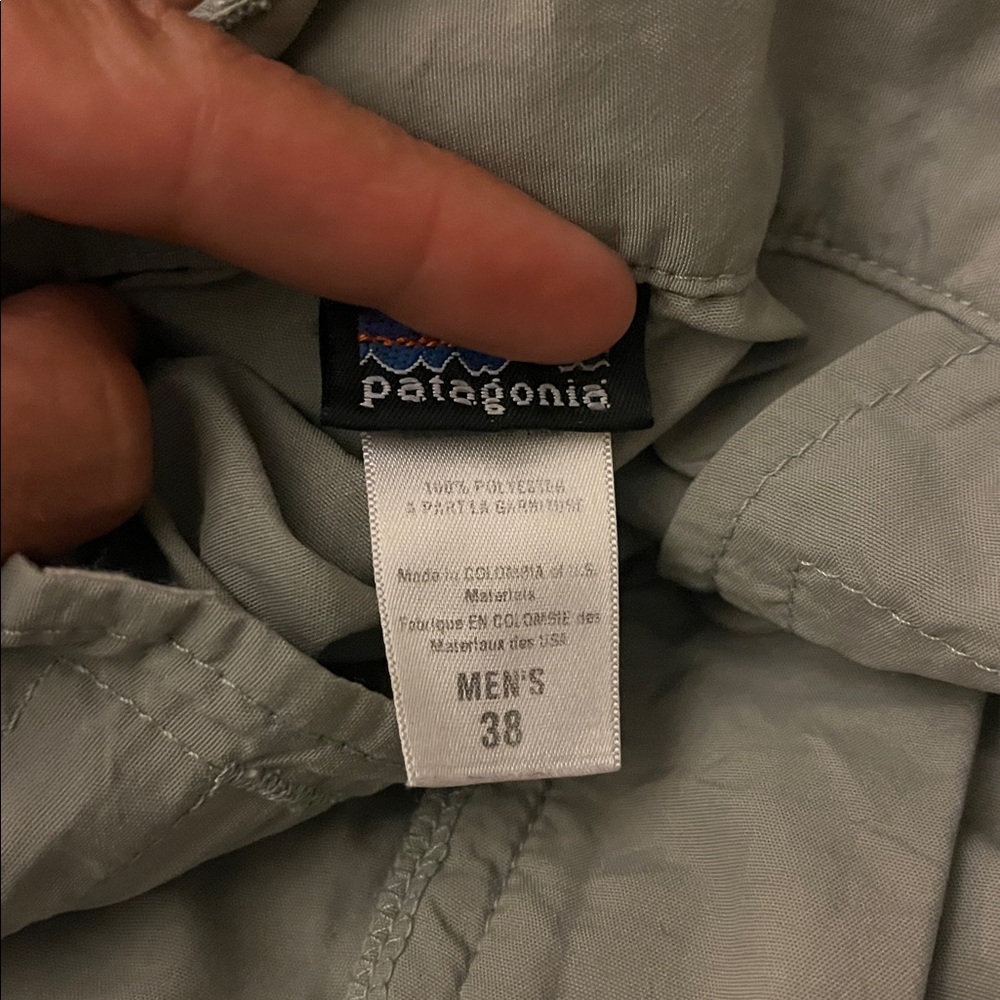 patagonia
100% POLYESTER
A PART LA GARNITURE
Made in COLOMBIA of U.S.
Materials
Fabriqué EN COLOMBIE des
Materiaux des USA
MEN'S
38